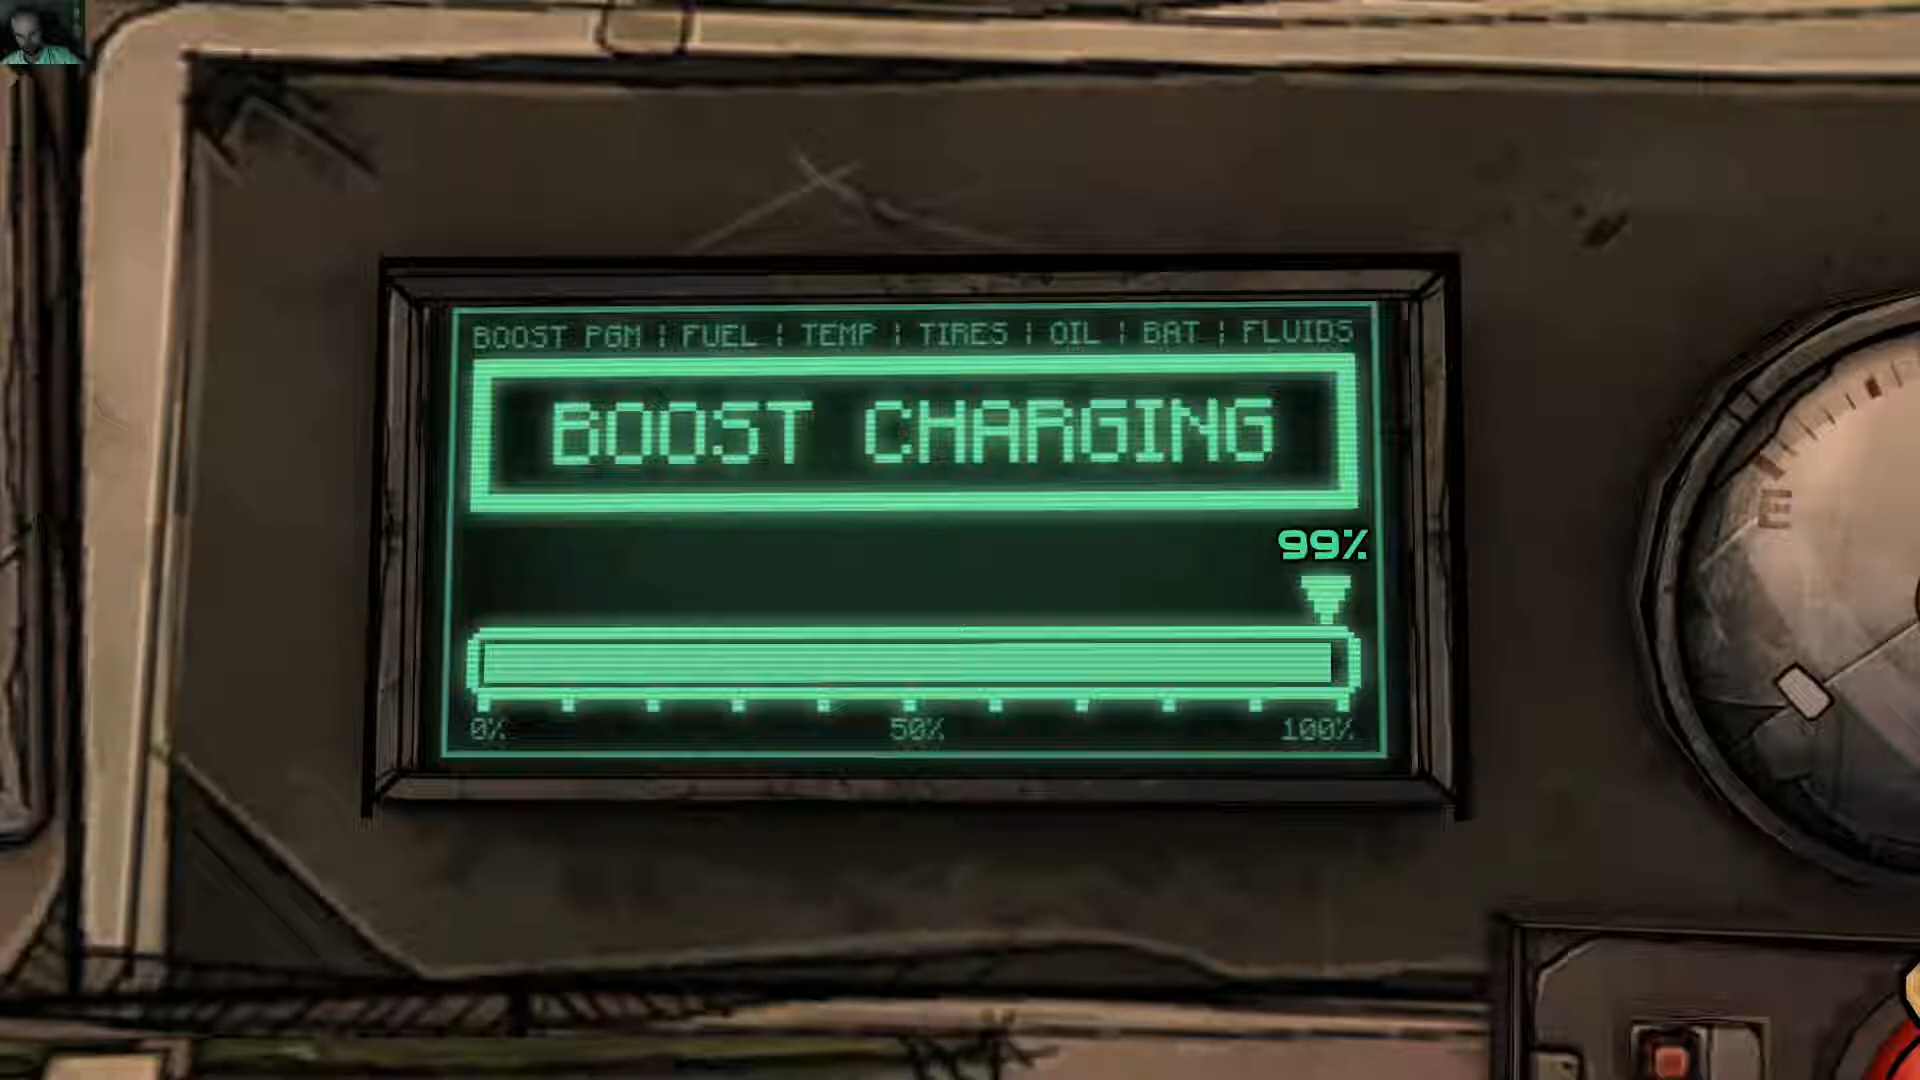 BOOST PGM ¦ FUEL ¦ TEMP ¦ TIRES ¦ OIL ¦ BAT ¦ FLUIDS
BOOST CHARGING
99%
0% 50% 100%
E